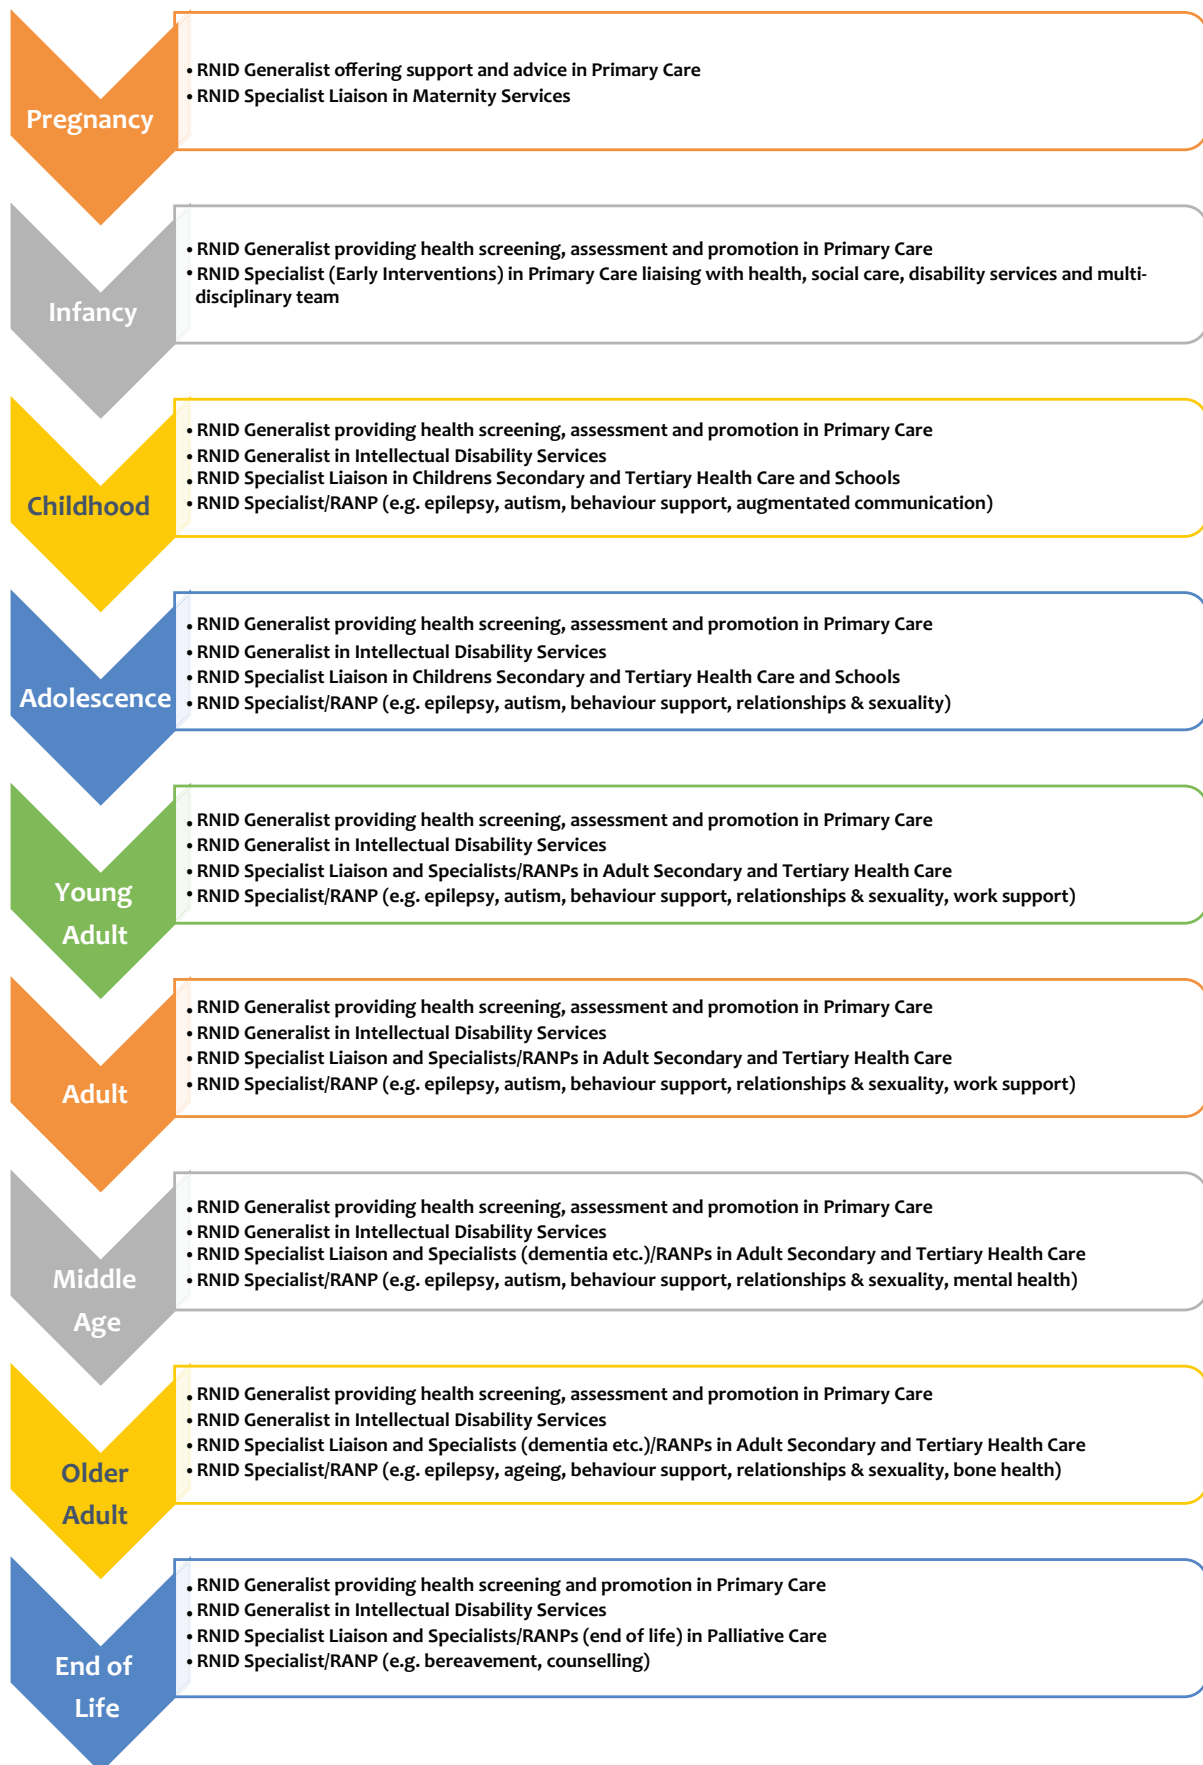 Pregnancy
• RNID Generalist offering support and advice in Primary Care
• RNID Specialist Liaison in Maternity Services
Infancy
• RNID Generalist providing health screening, assessment and promotion in Primary Care
• RNID Specialist (Early Interventions) in Primary Care liaising with health, social care, disability services and multi-
disciplinary team
Childhood
• RNID Generalist providing health screening, assessment and promotion in Primary Care
• RNID Generalist in Intellectual Disability Services
• RNID Specialist Liaison in Childrens Secondary and Tertiary Health Care and Schools
• RNID Specialist/RANP (e.g. epilepsy, autism, behaviour support, augmentated communication)
Adolescence
• RNID Generalist providing health screening, assessment and promotion in Primary Care
• RNID Generalist in Intellectual Disability Services
• RNID Specialist Liaison in Childrens Secondary and Tertiary Health Care and Schools
• RNID Specialist/RANP (e.g. epilepsy, autism, behaviour support, relationships & sexuality)
Young
Adult
• RNID Generalist providing health screening, assessment and promotion in Primary Care
• RNID Generalist in Intellectual Disability Services
• RNID Specialist Liaison and Specialists/RANPs in Adult Secondary and Tertiary Health Care
• RNID Specialist/RANP (e.g. epilepsy, autism, behaviour support, relationships & sexuality, work support)
Adult
• RNID Generalist providing health screening, assessment and promotion in Primary Care
• RNID Generalist in Intellectual Disability Services
• RNID Specialist Liaison and Specialists/RANPs in Adult Secondary and Tertiary Health Care
• RNID Specialist/RANP (e.g. epilepsy, autism, behaviour support, relationships & sexuality, work support)
Middle
Age
• RNID Generalist providing health screening, assessment and promotion in Primary Care
• RNID Generalist in Intellectual Disability Services
• RNID Specialist Liaison and Specialists (dementia etc.)/RANPs in Adult Secondary and Tertiary Health Care
• RNID Specialist/RANP (e.g. epilepsy, autism, behaviour support, relationships & sexuality, mental health)
Older
Adult
• RNID Generalist providing health screening, assessment and promotion in Primary Care
• RNID Generalist in Intellectual Disability Services
• RNID Specialist Liaison and Specialists (dementia etc.)/RANPs in Adult Secondary and Tertiary Health Care
• RNID Specialist/RANP (e.g. epilepsy, ageing, behaviour support, relationships & sexuality, bone health)
End of
Life
• RNID Generalist providing health screening and promotion in Primary Care
• RNID Generalist in Intellectual Disability Services
• RNID Specialist Liaison and Specialists/RANPs (end of life) in Palliative Care
• RNID Specialist/RANP (e.g. bereavement, counselling)